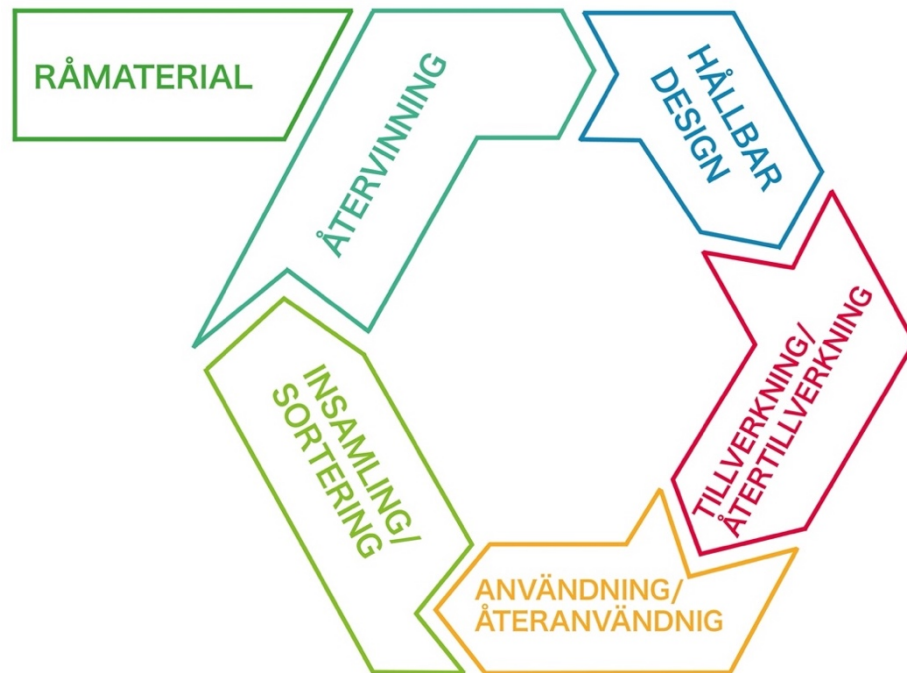 RÅMATERIAL
ÅTERVINNING
HÅLLBAR
DESIGN
TILLVERKNING/
ÅTERTILLVERKNING
ANVÄNDNING/
ÅTERANVÄNDNIG
INSAMLING/
SORTERING